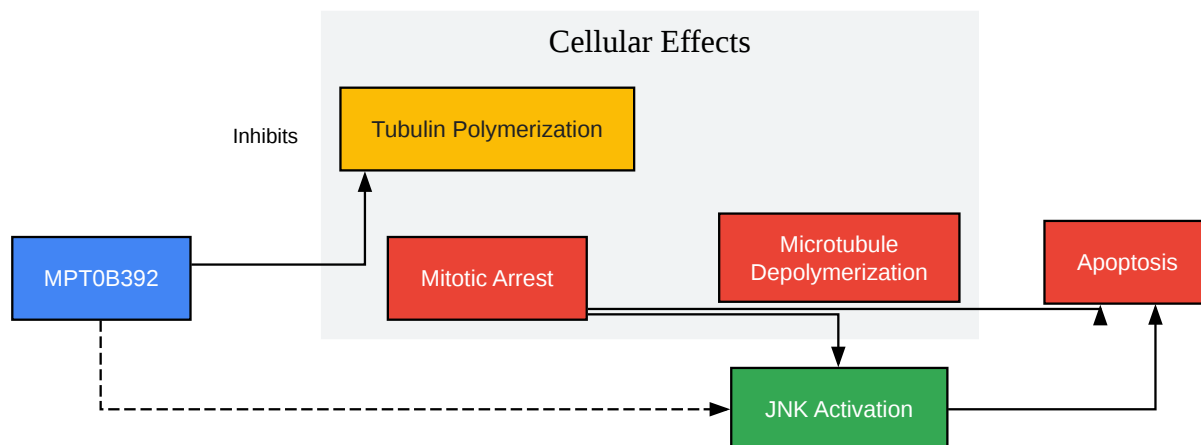 Cellular Effects
Tubulin Polymerization
Inhibits
Microtubule
Depolymerization
MPT0B392
Mitotic Arrest
Apoptosis
JNK Activation